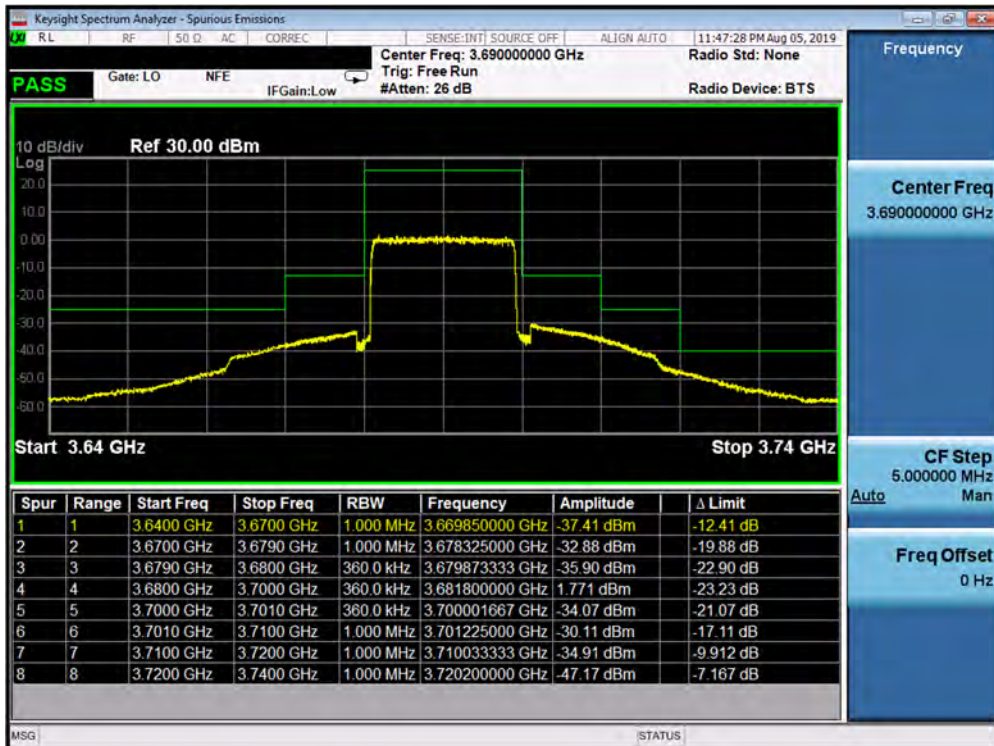 Keysight Spectrum Analyzer - Spurious Emissions
LXI RL RF 50 Ω AC CORREC SENSE:INT SOURCE OFF ALIGN AUTO 11:47:28 PM Aug 05, 2019
Center Freq: 3.690000000 GHz Radio Std: None
PASS Gate: LO NFE Trig: Free Run
IFGain:Low #Atten: 26 dB Radio Device: BTS
10 dB/div Ref 30.00 dBm
Log
20.0
10.0
0.00
-10.0
-20.0
-30.0
-40.0
-50.0
-60.0
Start 3.64 GHz Stop 3.74 GHz
Spur Range Start Freq Stop Freq RBW Frequency Amplitude Δ Limit
1 1 3.6400 GHz 3.6700 GHz 1.000 MHz 3.669850000 GHz -37.41 dBm -12.41 dB
2 2 3.6700 GHz 3.6790 GHz 1.000 MHz 3.678325000 GHz -32.88 dBm -19.88 dB
3 3 3.6790 GHz 3.6800 GHz 360.0 kHz 3.679873333 GHz -35.90 dBm -22.90 dB
4 4 3.6800 GHz 3.7000 GHz 360.0 kHz 3.681800000 GHz 1.771 dBm -23.23 dB
5 5 3.7000 GHz 3.7010 GHz 360.0 kHz 3.700001667 GHz -34.07 dBm -21.07 dB
6 6 3.7010 GHz 3.7100 GHz 1.000 MHz 3.701225000 GHz -30.11 dBm -17.11 dB
7 7 3.7100 GHz 3.7200 GHz 1.000 MHz 3.710033333 GHz -34.91 dBm -9.912 dB
8 8 3.7200 GHz 3.7400 GHz 1.000 MHz 3.720200000 GHz -47.17 dBm -7.167 dB
MSG STATUS
Frequency
Center Freq
3.690000000 GHz
CF Step
5.000000 MHz
Auto Man
Freq Offset
0 Hz